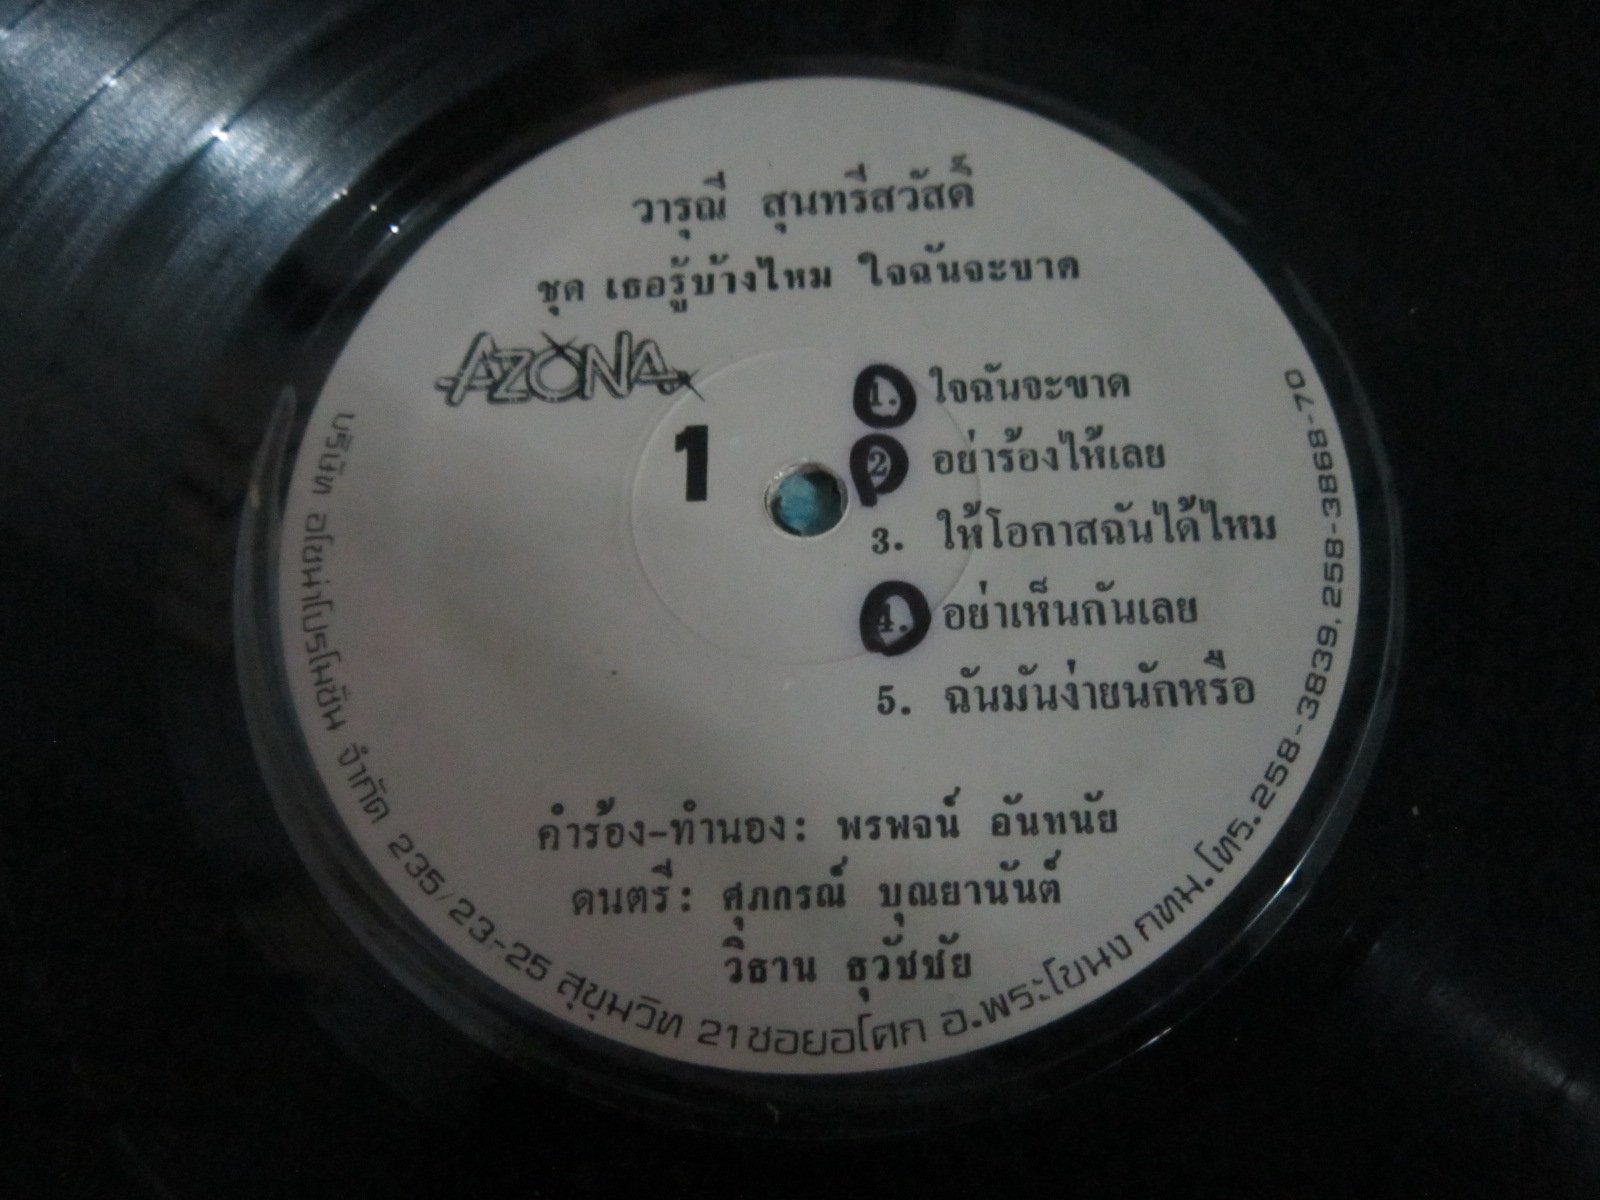 วารุณี สุนทรีสวัสดิ์
ชุด เธอรู้บ้างไหม ใจฉันจะขาด
AZONA
1
1. ใจฉันจะขาด
2 อย่าร้องไห้เลย
3. ให้โอกาสฉันได้ไหม
4. อย่าเห็นกันเลย
5. ฉันมันง่ายนักหรือ
คำร้อง-ทำนอง: พรพจน์ อันทนัย
ดนตรี: ศุภกรณ์ บุณยานันต์
วิธาน ธุวัชชัย
บริษัท อโซน่าโปรโมชั่น จำกัด 235/23-25 สุขุมวิท 21 ซอยอโศก อ.พระโขนง กทม. โทร. 258-3839, 258-3868-70